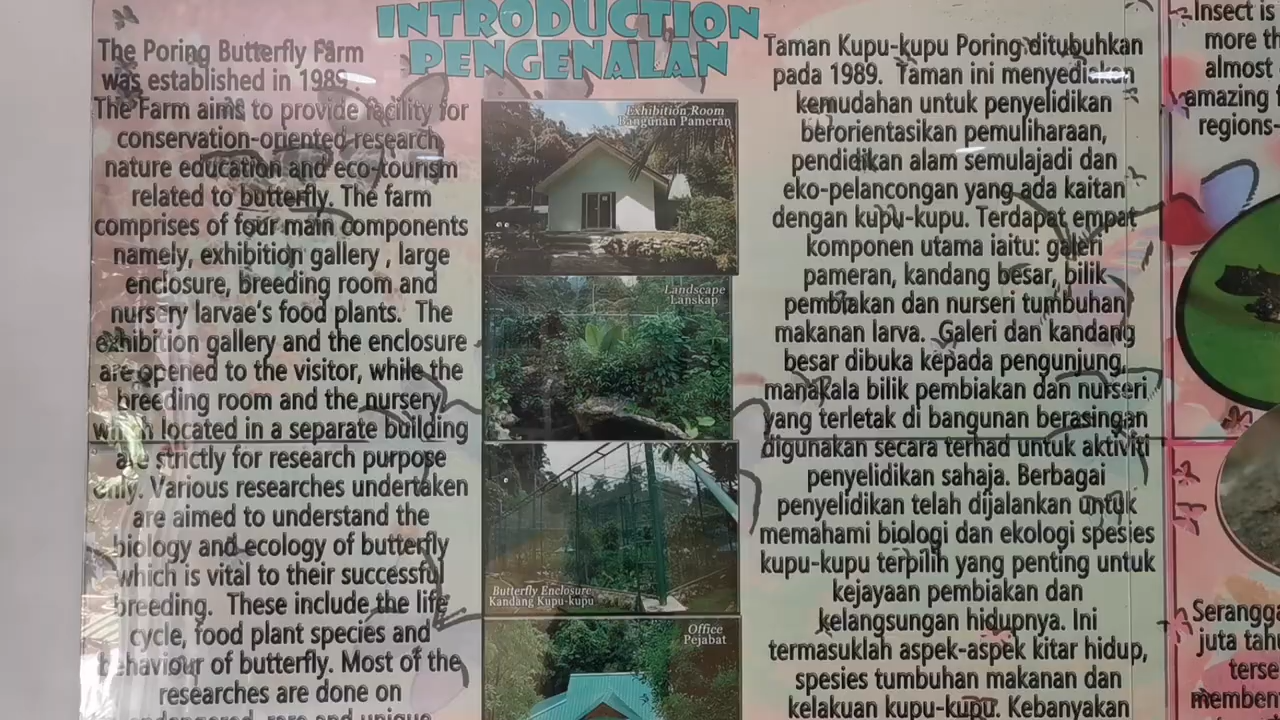 INTRODUCTION
PENGENALAN
The Poring Butterfly Farm
was established in 1989.
The Farm aims to provide facility for
conservation-oriented research
nature education and eco-tourism
related to butterfly. The farm
comprises of four main components
namely, exhibition gallery , large
enclosure, breeding room and
nursery larvae's food plants. The
exhibition gallery and the enclosure
are opened to the visitor, while the
breeding room and the nursery
which located in a separate building
are strictly for research purpose
only. Various researches undertaken
are aimed to understand the
biology and ecology of butterfly
which is vital to their successful
breeding. These include the life
cycle, food plant species and
behaviour of butterfly. Most of the
researches are done on
endangered, rare and unique
Exhibition Room
Bangunan Pameran
Landscape
Lanskap
Butterfly Enclosure
Kandang Kupu-kupu
Office
Pejabat
Taman Kupu-kupu Poring ditubuhkan
pada 1989. Taman ini menyediakan
kemudahan untuk penyelidikan
berorientasikan pemuliharaan,
pendidikan alam semulajadi dan
eko-pelancongan yang ada kaitan
dengan kupu-kupu. Terdapat empat
komponen utama iaitu: galeri
pameran, kandang besar, bilik
pembiakan dan nurseri tumbuhan
makanan larva. Galeri dan kandang
besar dibuka kepada pengunjung,
manakala bilik pembiakan dan nurseri
yang terletak di bangunan berasingan
digunakan secara terhad untuk aktiviti
penyelidikan sahaja. Berbagai
penyelidikan telah dijalankan untuk
memahami biologi dan ekologi spesies
kupu-kupu terpilih yang penting untuk
kejayaan pembiakan dan
kelangsungan hidupnya. Ini
termasuklah aspek-aspek kitar hidup,
spesies tumbuhan makanan dan
kelakuan kupu-kupu. Kebanyakan
Insect is
more th
almost
amazing
regions-
Serangga
juta tah
terse
member